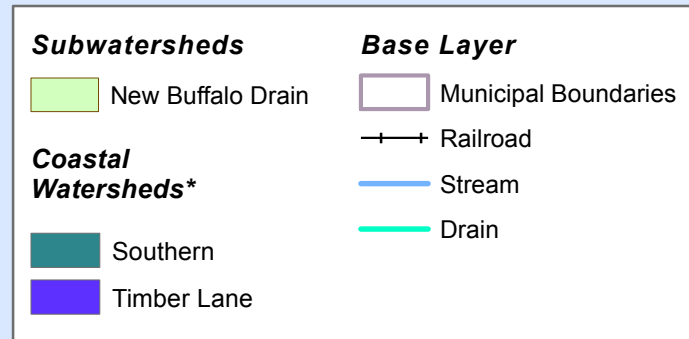 Subwatersheds
New Buffalo Drain
Coastal
Watersheds*
Southern
Timber Lane
Base Layer
Municipal Boundaries
Railroad
Stream
Drain